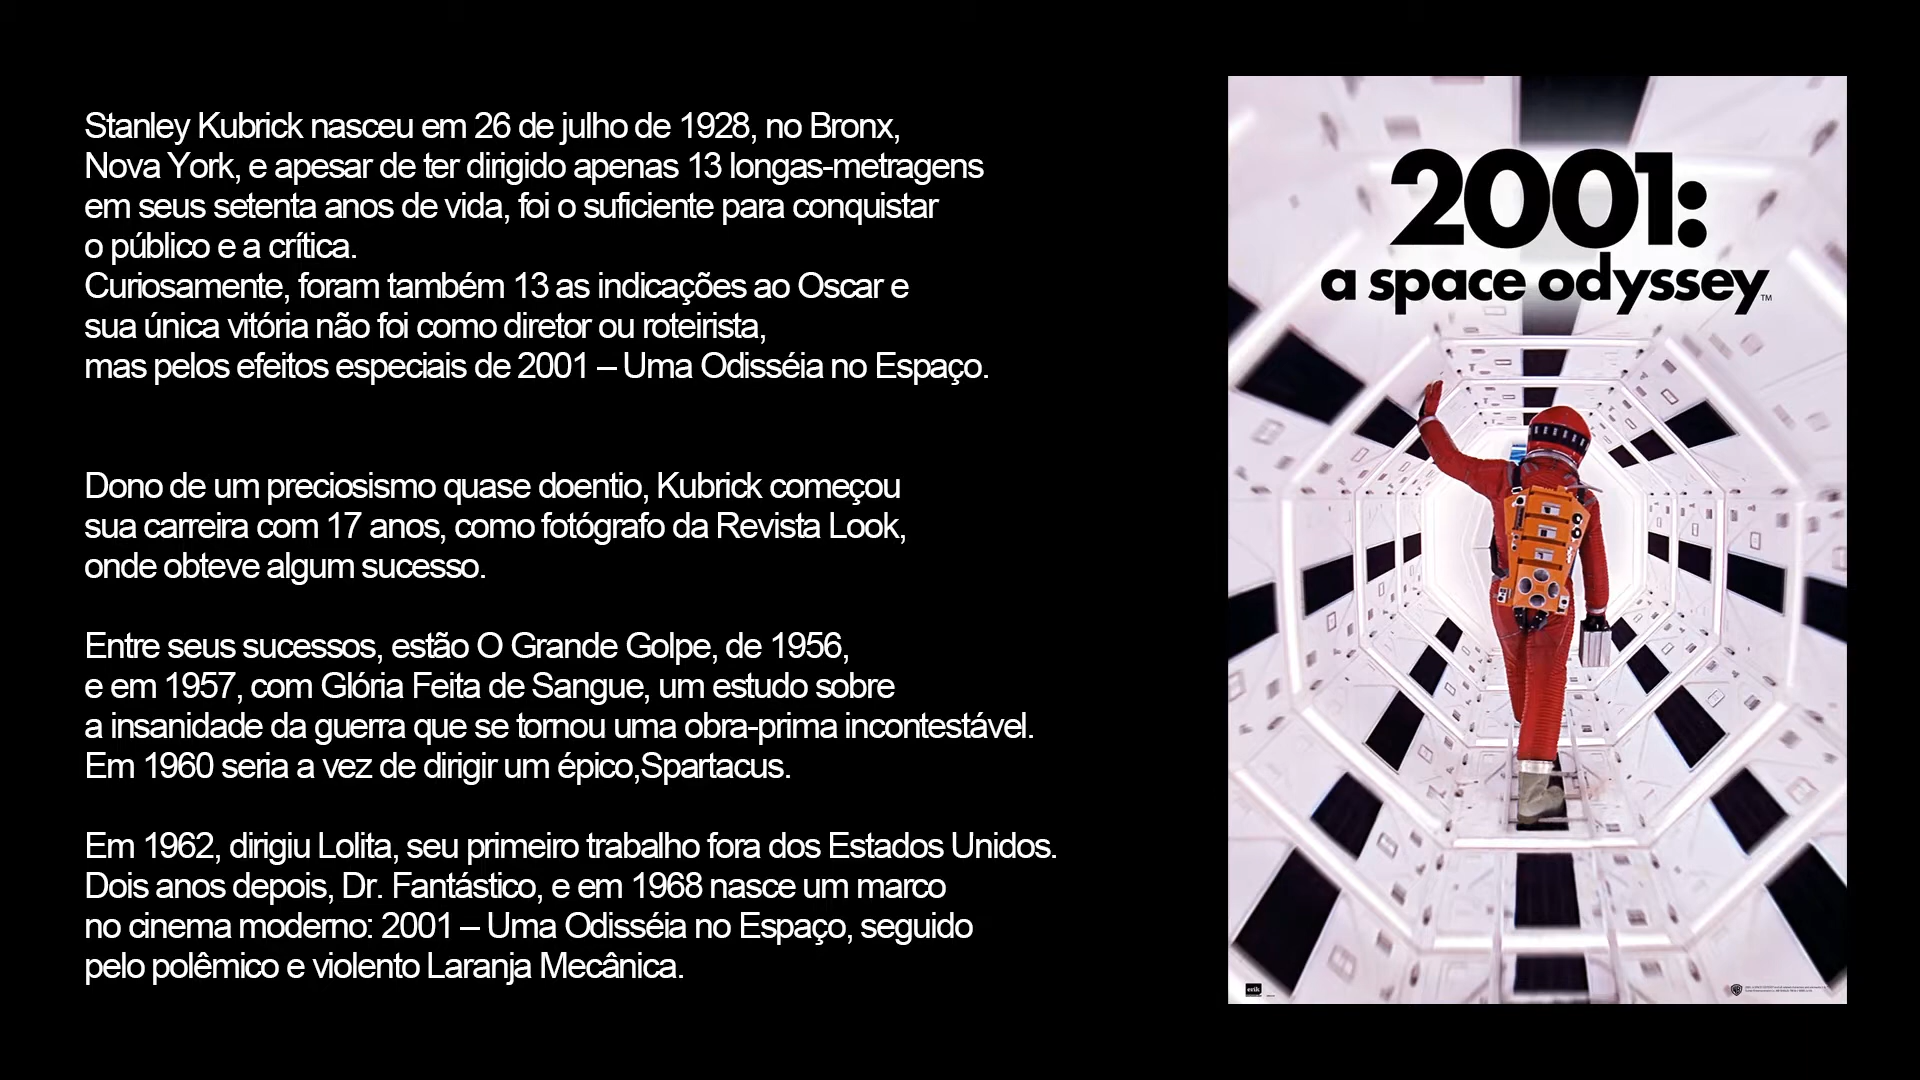 Stanley Kubrick nasceu em 26 de julho de 1928, no Bronx,
Nova York, e apesar de ter dirigido apenas 13 longas-metragens
em seus setenta anos de vida, foi o suficiente para conquistar
o público e a crítica.
Curiosamente, foram também 13 as indicações ao Oscar e
sua única vitória não foi como diretor ou roteirista,
mas pelos efeitos especiais de 2001 – Uma Odisséia no Espaço.
Dono de um preciosismo quase doentio, Kubrick começou
sua carreira com 17 anos, como fotógrafo da Revista Look,
onde obteve algum sucesso.
Entre seus sucessos, estão O Grande Golpe, de 1956,
e em 1957, com Glória Feita de Sangue, um estudo sobre
a insanidade da guerra que se tornou uma obra-prima incontestável.
Em 1960 seria a vez de dirigir um épico,Spartacus.
Em 1962, dirigiu Lolita, seu primeiro trabalho fora dos Estados Unidos.
Dois anos depois, Dr. Fantástico, e em 1968 nasce um marco
no cinema moderno: 2001 – Uma Odisséia no Espaço, seguido
pelo polêmico e violento Laranja Mecânica.
2001:
a space odyssey™
erik